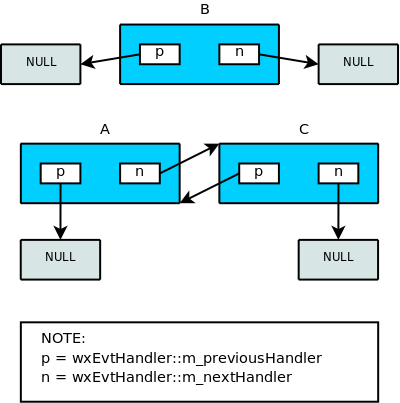 B
p n
NULL NULL
A C
p n p n
NULL NULL
NOTE:
p = wxEvtHandler::m_previousHandler
n = wxEvtHandler::m_nextHandler